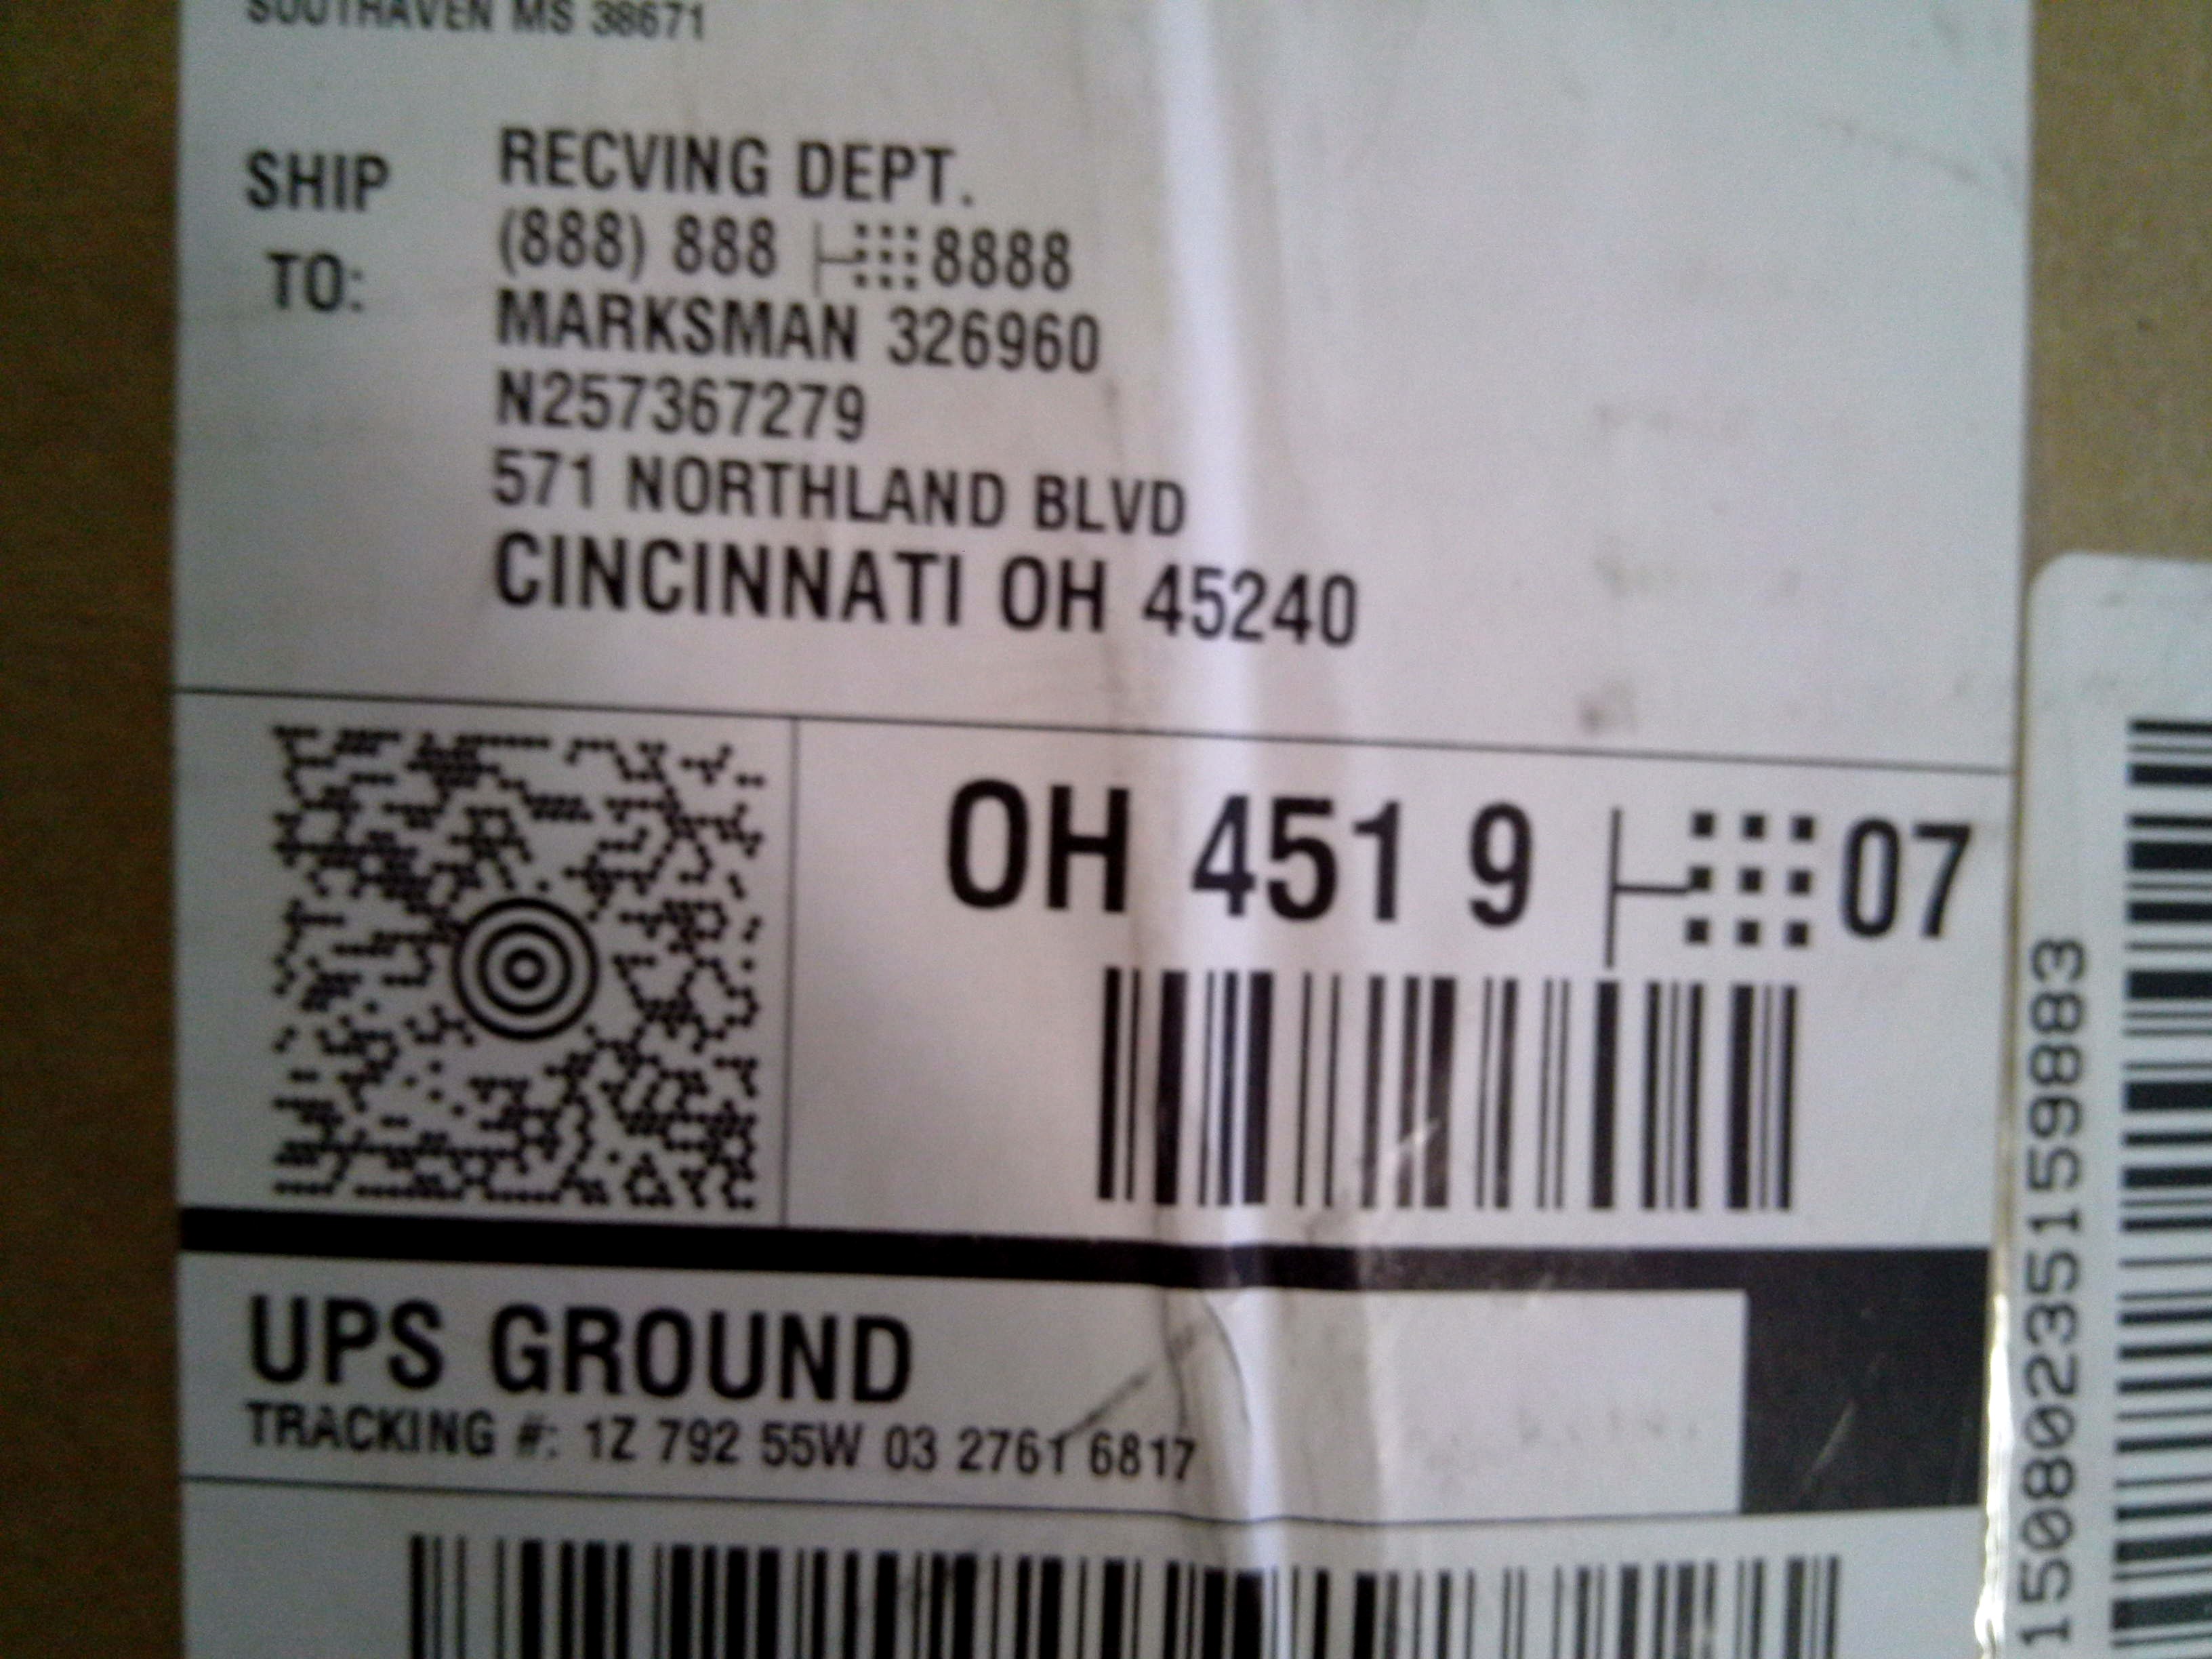 SOUTHAVEN MS 38671
SHIP TO:
RECVING DEPT.
(888) 888 8888
MARKSMAN 326960
N257367279
571 NORTHLAND BLVD
CINCINNATI OH 45240
OH 451 9 07
UPS GROUND
TRACKING #: 1Z 792 55W 03 2761 6817
15080235159883